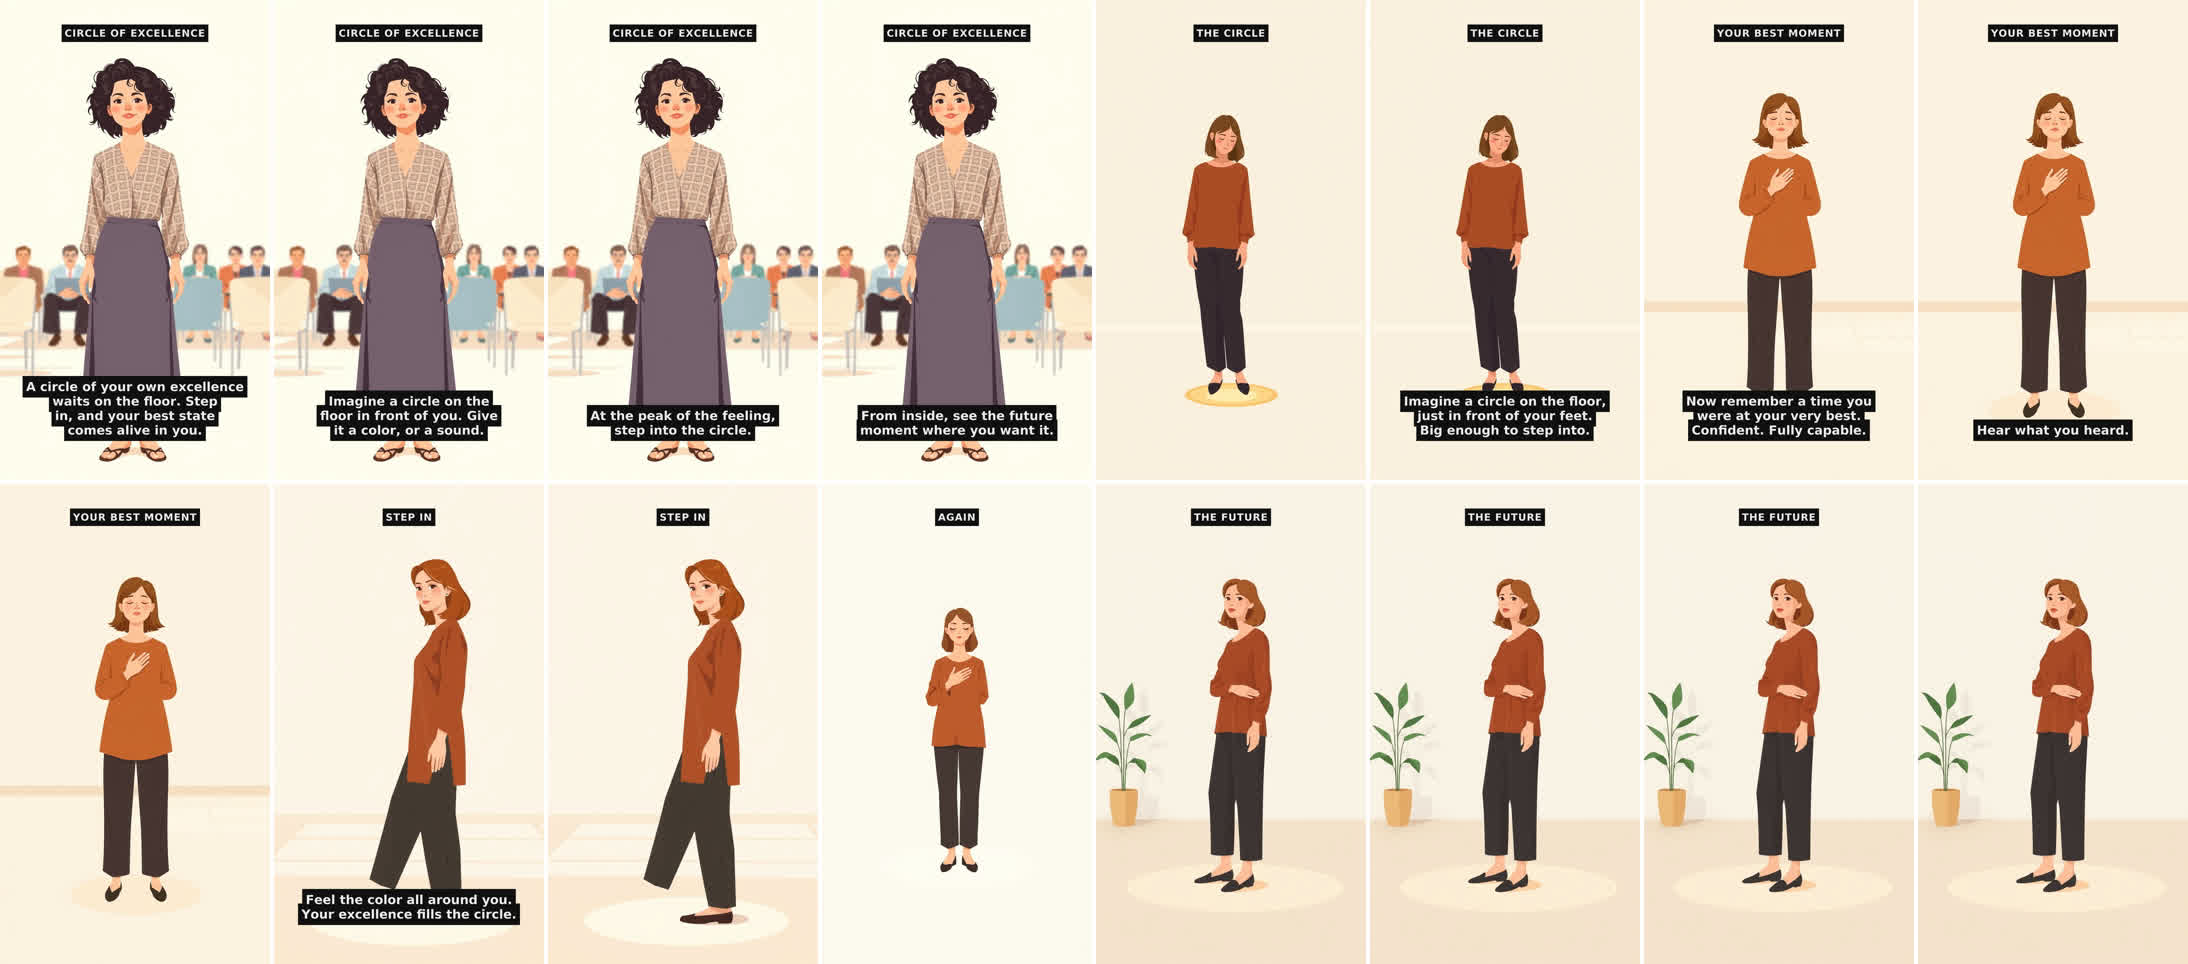 CIRCLE OF EXCELLENCE
A circle of your own excellence
waits on the floor. Step
in, and your best state
comes alive in you.
CIRCLE OF EXCELLENCE
Imagine a circle on the
floor in front of you. Give
it a color, or a sound.
CIRCLE OF EXCELLENCE
At the peak of the feeling,
step into the circle.
CIRCLE OF EXCELLENCE
From inside, see the future
moment where you want it.
THE CIRCLE
THE CIRCLE
Imagine a circle on the floor,
just in front of your feet.
Big enough to step into.
YOUR BEST MOMENT
Now remember a time you
were at your very best.
Confident. Fully capable.
YOUR BEST MOMENT
Hear what you heard.
YOUR BEST MOMENT
STEP IN
Feel the color all around you.
Your excellence fills the circle.
STEP IN
AGAIN
THE FUTURE
THE FUTURE
THE FUTURE